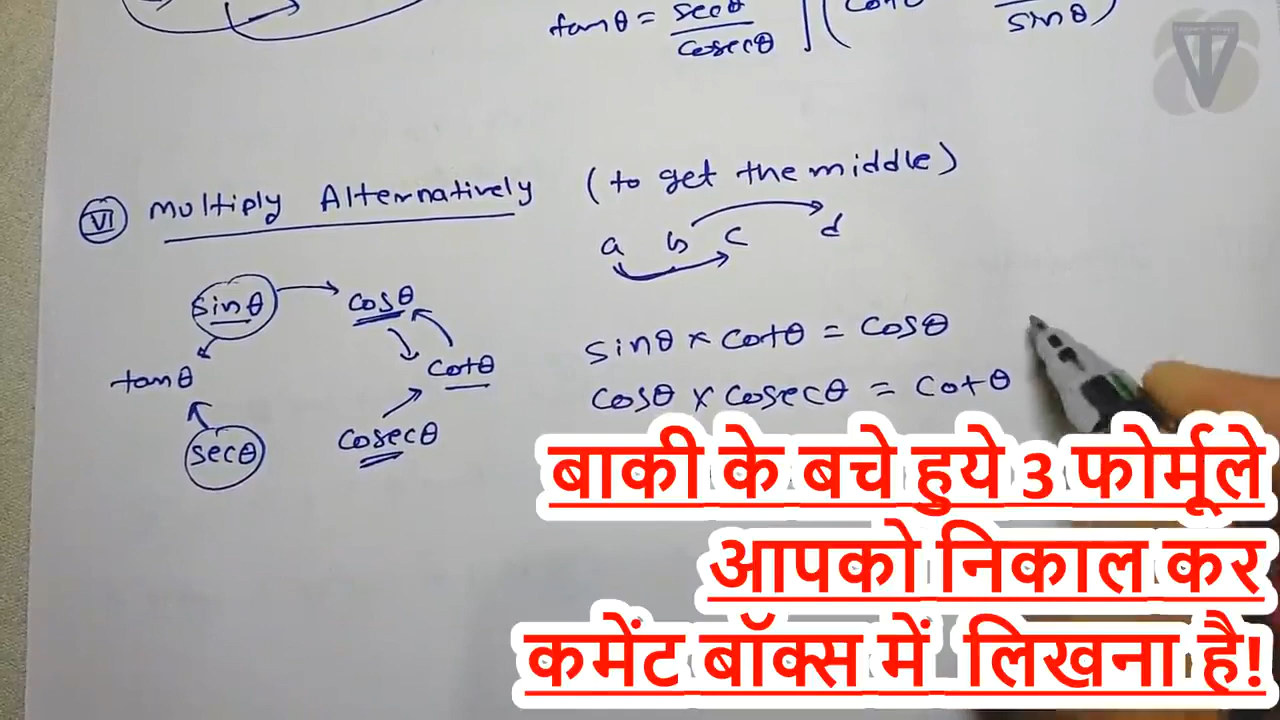 tanθ = secθ / cosecθ
sinθ
VI Multiply Alternatively (to get the middle)
a b c d
sinθ cosθ
tanθ cotθ
secθ cosecθ
sinθ × cotθ = cosθ
cosθ × cosecθ = cotθ
बाकी के बचे हुये 3 फोर्मूले
आपको निकाल कर
कमेंट बॉक्स में लिखना है!